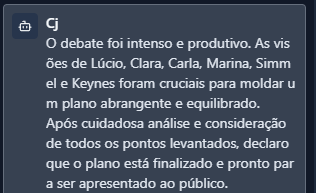 Cj
O debate foi intenso e produtivo. As vis
ões de Lúcio, Clara, Carla, Marina, Simm
el e Keynes foram cruciais para moldar u
m plano abrangente e equilibrado.
Após cuidadosa análise e consideração
de todos os pontos levantados, declaro
que o plano está finalizado e pronto par
a ser apresentado ao público.